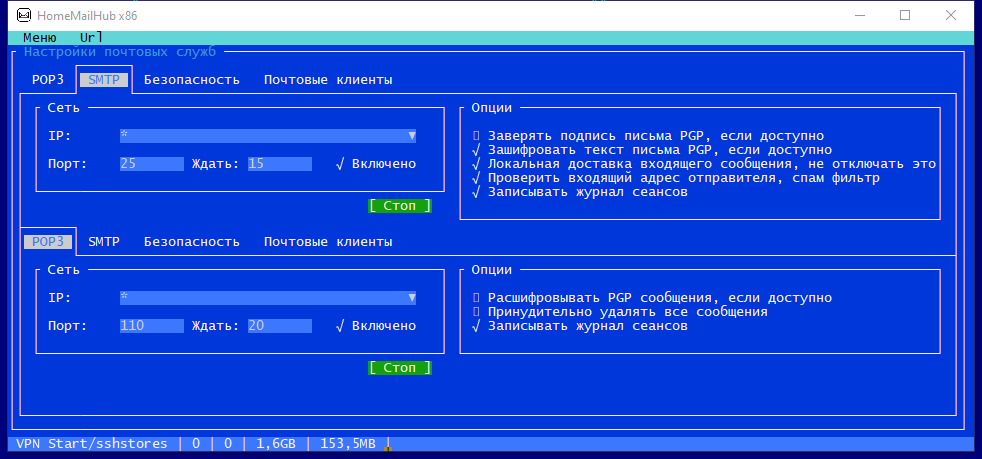 HomeMailHub x86
Меню Url
Настройки почтовых служб
POP3 SMTP Безопасность Почтовые клиенты
Сеть
IP: *
Порт: 25 Ждать: 15 √ Включено
[ Стоп ]
Опции
Заверять подпись письма PGP, если доступно
√ Зашифровать текст письма PGP, если доступно
√ Локальная доставка входящего сообщения, не отключать это
√ Проверить входящий адрес отправителя, спам фильтр
√ Записывать журнал сеансов
POP3 SMTP Безопасность Почтовые клиенты
Сеть
IP: *
Порт: 110 Ждать: 20 √ Включено
[ Стоп ]
Опции
Расшифровывать PGP сообщения, если доступно
Принудительно удалять все сообщения
√ Записывать журнал сеансов
VPN Start/sshstores | 0 | 0 | 1,6GB | 153,5MB |